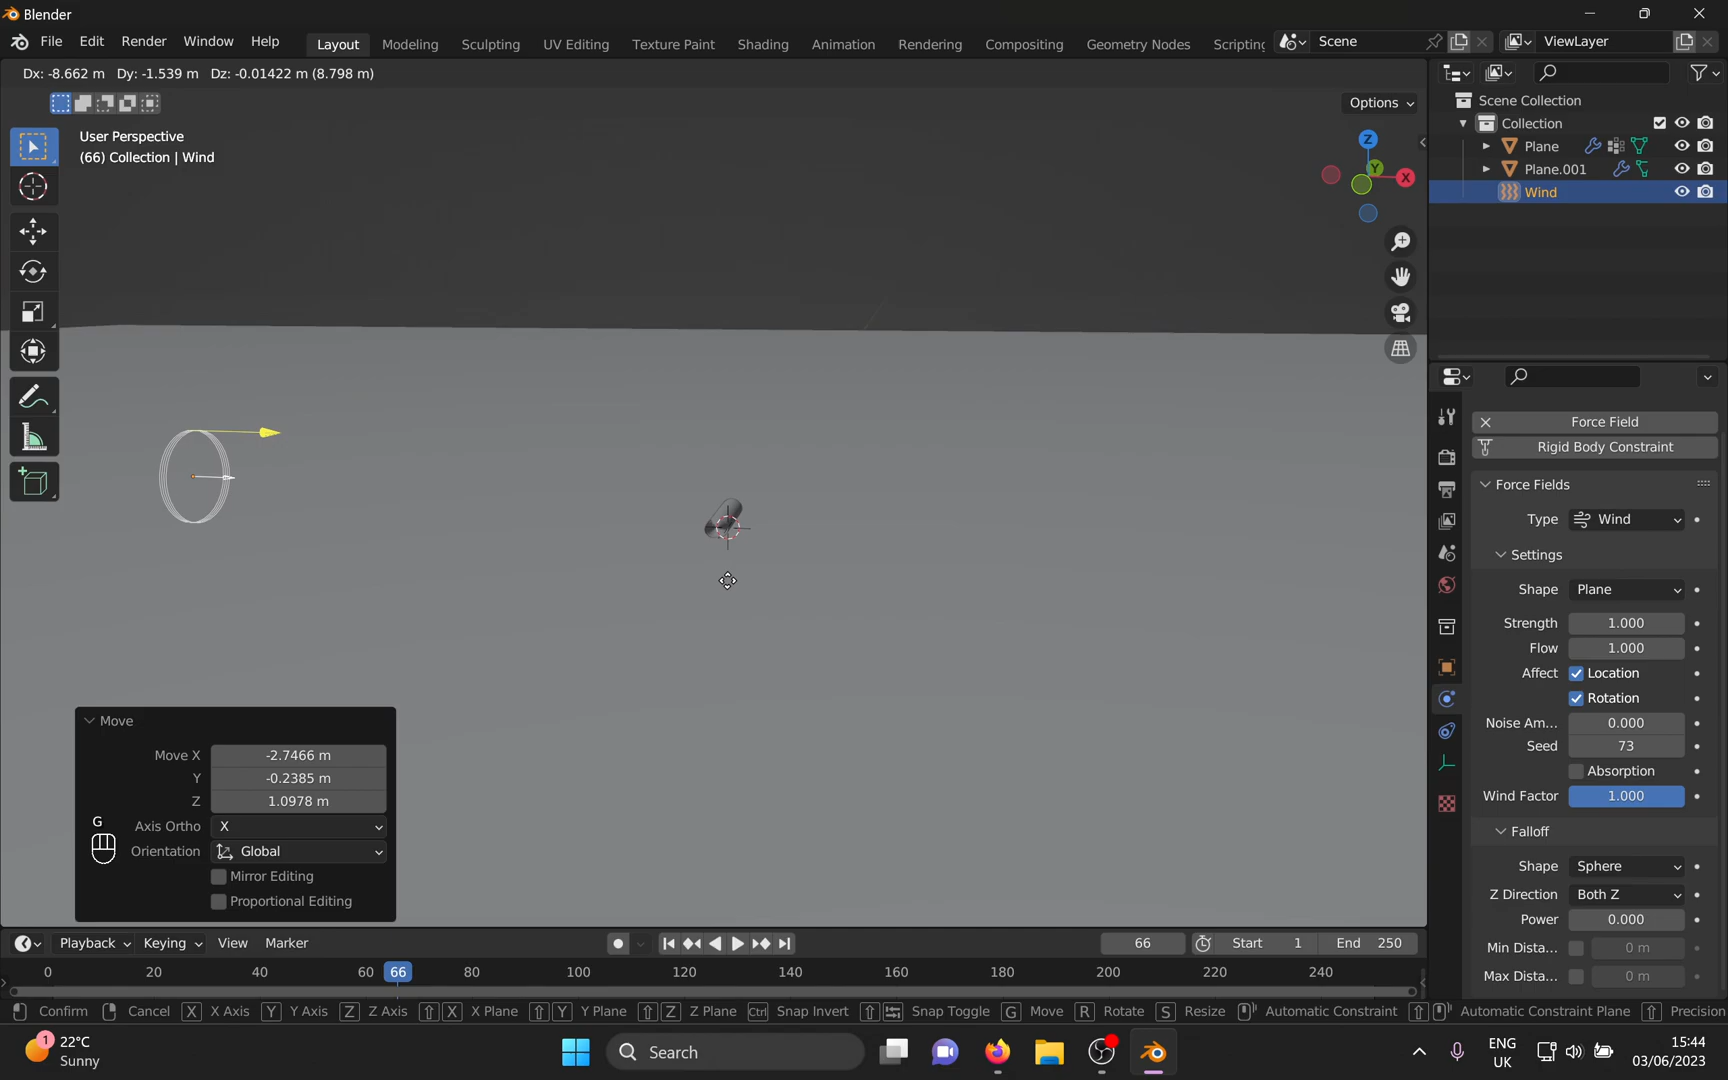 Blender
File Edit Render Window Help Layout Modeling Sculpting UV Editing Texture Paint Shading Animation Rendering Compositing Geometry Nodes Scripting Scene ViewLayer
Dx: -8.662 m Dy: -1.539 m Dz: -0.01422 m (8.798 m)
Options
User Perspective
(66) Collection | Wind
Z
Y
X
Scene Collection
Collection
Plane
Plane.001
Wind
Force Field
Rigid Body Constraint
Force Fields
Type Wind
Settings
Shape Plane
Strength 1.000
Flow 1.000
Affect Location
Rotation
Noise Am... 0.000
Seed 73
Absorption
Wind Factor 1.000
Falloff
Shape Sphere
Z Direction Both Z
Power 0.000
Min Dista... 0 m
Max Dista... 0 m
Move
Move X -2.7466 m
Y -0.2385 m
Z 1.0978 m
Axis Ortho X
Orientation Global
Mirror Editing
Proportional Editing
G
Playback Keying View Marker 66 Start 1 End 250
0 20 40 60 66 80 100 120 140 160 180 200 220 240
Confirm Cancel X X Axis Y Y Axis Z Z Axis X X Plane Y Y Plane Z Z Plane Ctrl Snap Invert Snap Toggle G Move R Rotate S Resize Automatic Constraint Automatic Constraint Plane Precision
1
22°C
Sunny
Search
ENG
UK
15:44
03/06/2023